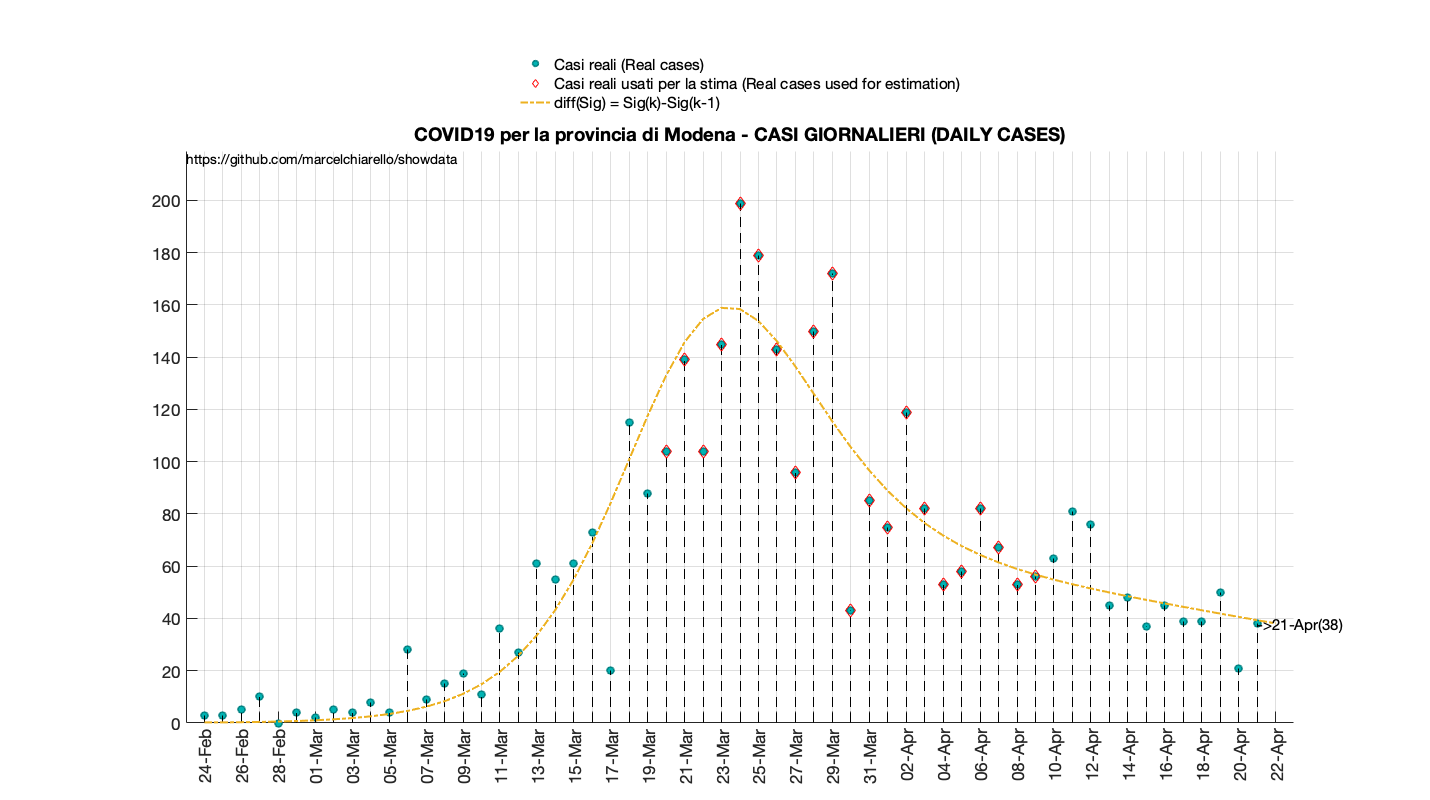 Casi reali (Real cases)
Casi reali usati per la stima (Real cases used for estimation)
diff(Sig) = Sig(k)-Sig(k-1)
COVID19 per la provincia di Modena - CASI GIORNALIERI (DAILY CASES)
https://github.com/marcelchiarello/showdata
200
180
160
140
120
100
80
60
40
20
0
>21-Apr(38)
24-Feb
26-Feb
28-Feb
01-Mar
03-Mar
05-Mar
07-Mar
09-Mar
11-Mar
13-Mar
15-Mar
17-Mar
19-Mar
21-Mar
23-Mar
25-Mar
27-Mar
29-Mar
31-Mar
02-Apr
04-Apr
06-Apr
08-Apr
10-Apr
12-Apr
14-Apr
16-Apr
18-Apr
20-Apr
22-Apr